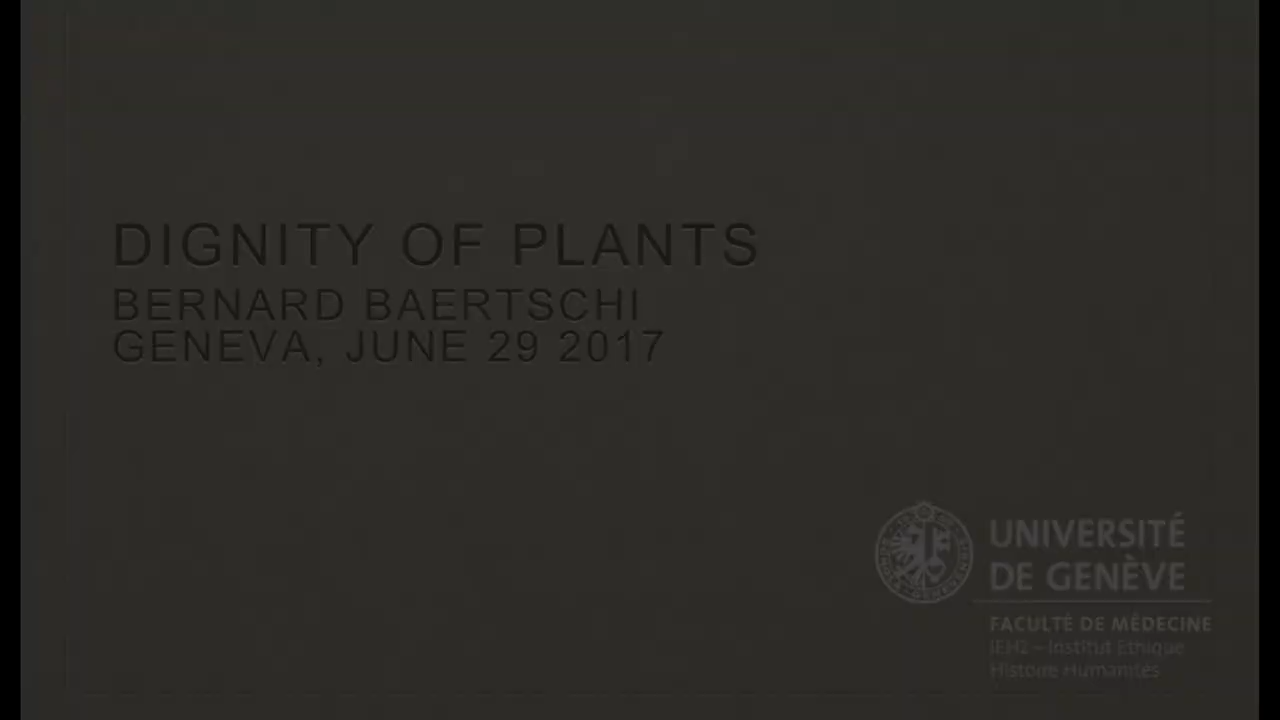 DIGNITY OF PLANTS
BERNARD BAERTSCHI
GENEVA, JUNE 29 2017
UNIVERSITÉ
DE GENÈVE
FACULTÉ DE MÉDECINE
Institut Ethique
Histoire Humanités